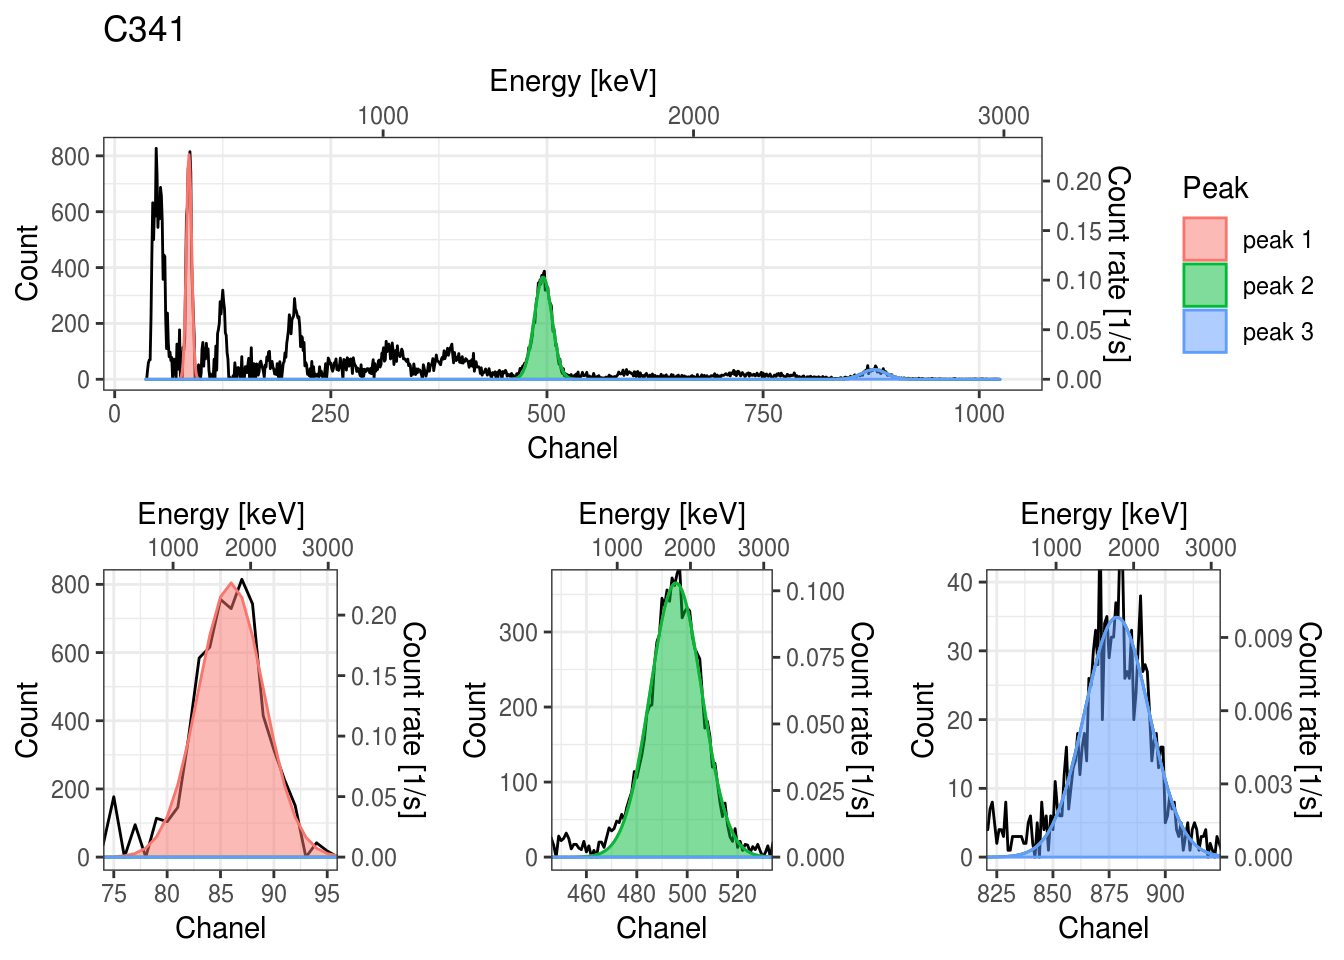 C341
Energy [keV]
1000 2000 3000
800
600
400
200
0
Count
0.20
0.15
0.10
0.05
0.00
Count rate [1/s]
0 250 500 750 1000
Chanel
Peak
peak 1
peak 2
peak 3
Energy [keV]
1000 2000 3000
800
600
400
200
0
Count
0.20
0.15
0.10
0.05
0.00
Count rate [1/s]
75 80 85 90 95
Chanel
Energy [keV]
1000 2000 3000
300
200
100
0
Count
0.100
0.075
0.050
0.025
0.000
Count rate [1/s]
460 480 500 520
Chanel
Energy [keV]
1000 2000 3000
40
30
20
10
0
Count
0.009
0.006
0.003
0.000
Count rate [1/s]
825 850 875 900
Chanel